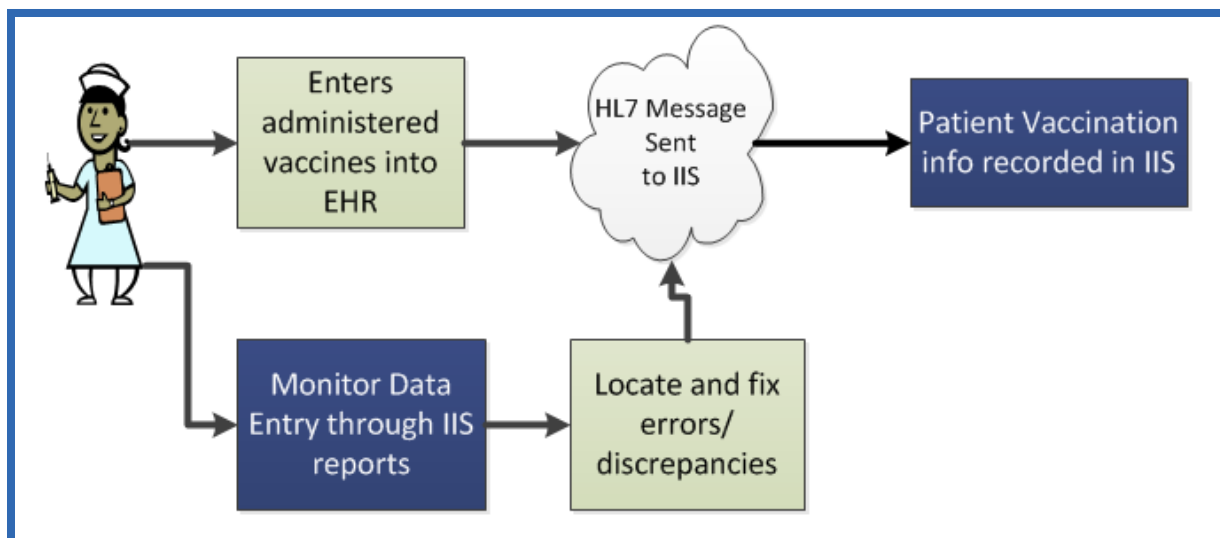 Enters
administered
vaccines into
EHR
HL7 Message
Sent
to IIS
Patient Vaccination
info recorded in IIS
Monitor Data
Entry through IIS
reports
Locate and fix
errors/
discrepancies